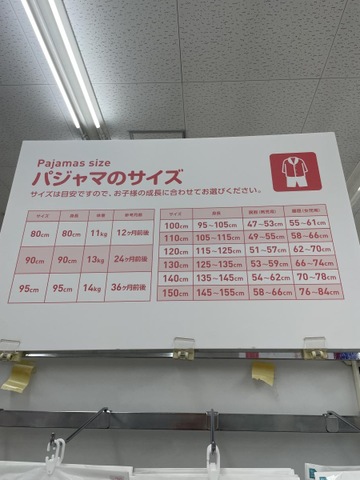 Pajamas size
パジャマのサイズ
サイズは目安ですので、お子様の成長に合わせてお選びください。
サイズ 身長 体重 参考月齢
80cm 80cm 11kg 12ヶ月前後
90cm 90cm 13kg 24ヶ月前後
95cm 95cm 14kg 36ヶ月前後
サイズ 身長 腰囲(男児用) 腰囲(女児用)
100cm 95~105cm 47~53cm 55~61cm
110cm 105~115cm 49~55cm 58~66cm
120cm 115~125cm 51~57cm 62~70cm
130cm 125~135cm 53~59cm 66~74cm
140cm 135~145cm 54~62cm 70~78cm
150cm 145~155cm 58~66cm 76~84cm